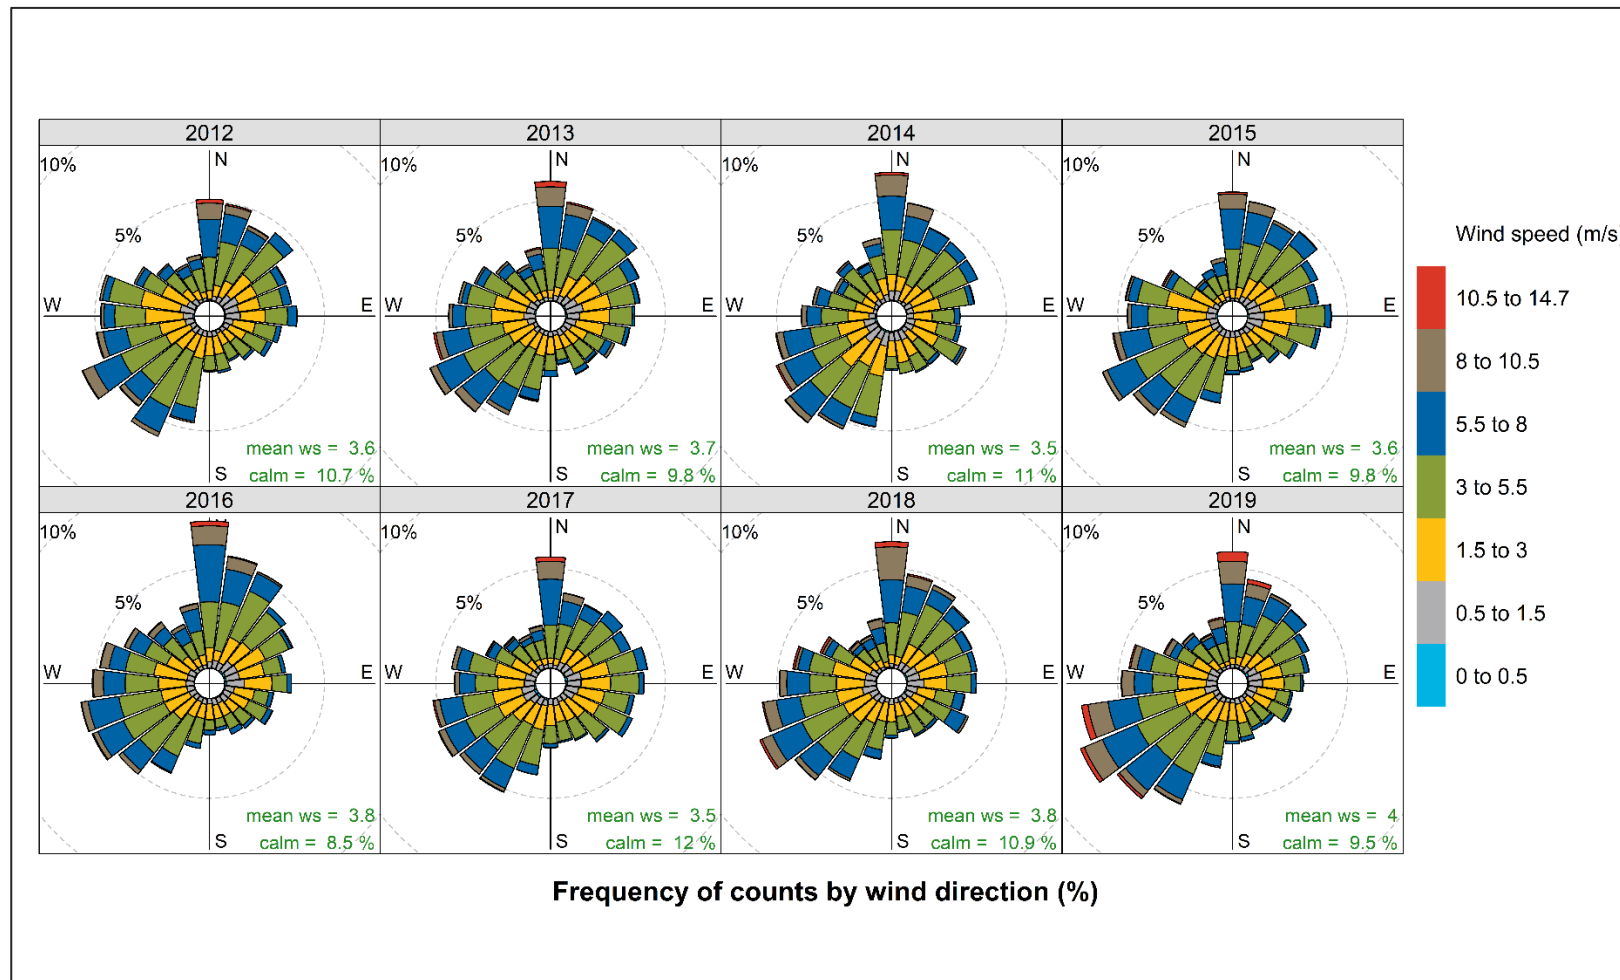 2012
2013
2014
2015
10%
N
5%
W
E
mean ws = 3.6
S
calm = 10.7 %
10%
N
5%
W
E
mean ws = 3.7
S
calm = 9.8 %
10%
N
5%
W
E
mean ws = 3.5
S
calm = 11 %
10%
N
5%
W
E
mean ws = 3.6
S
calm = 9.8 %
2016
2017
2018
2019
10%
5%
W
E
mean ws = 3.8
S
calm = 8.5 %
10%
N
5%
W
E
mean ws = 3.5
S
calm = 12 %
10%
N
5%
W
E
mean ws = 3.8
S
calm = 10.9 %
10%
N
5%
W
E
mean ws = 4
S
calm = 9.5 %
Wind speed (m/s)
10.5 to 14.7
8 to 10.5
5.5 to 8
3 to 5.5
1.5 to 3
0.5 to 1.5
0 to 0.5
Frequency of counts by wind direction (%)